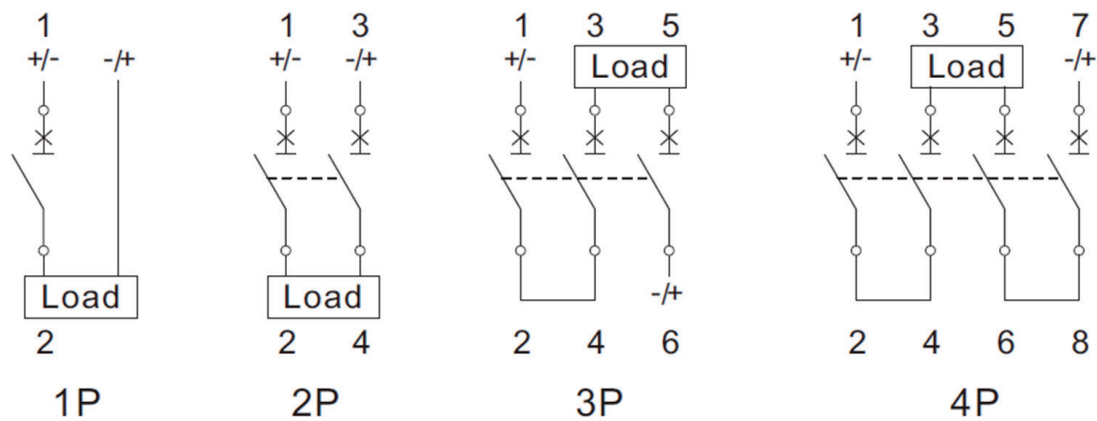 1 1 3 1 3 5 1 3 5 7
+/- -/+ +/- -/+ +/- Load +/- Load -/+
Load Load -/+
2 2 4 2 4 6 2 4 6 8
1P 2P 3P 4P